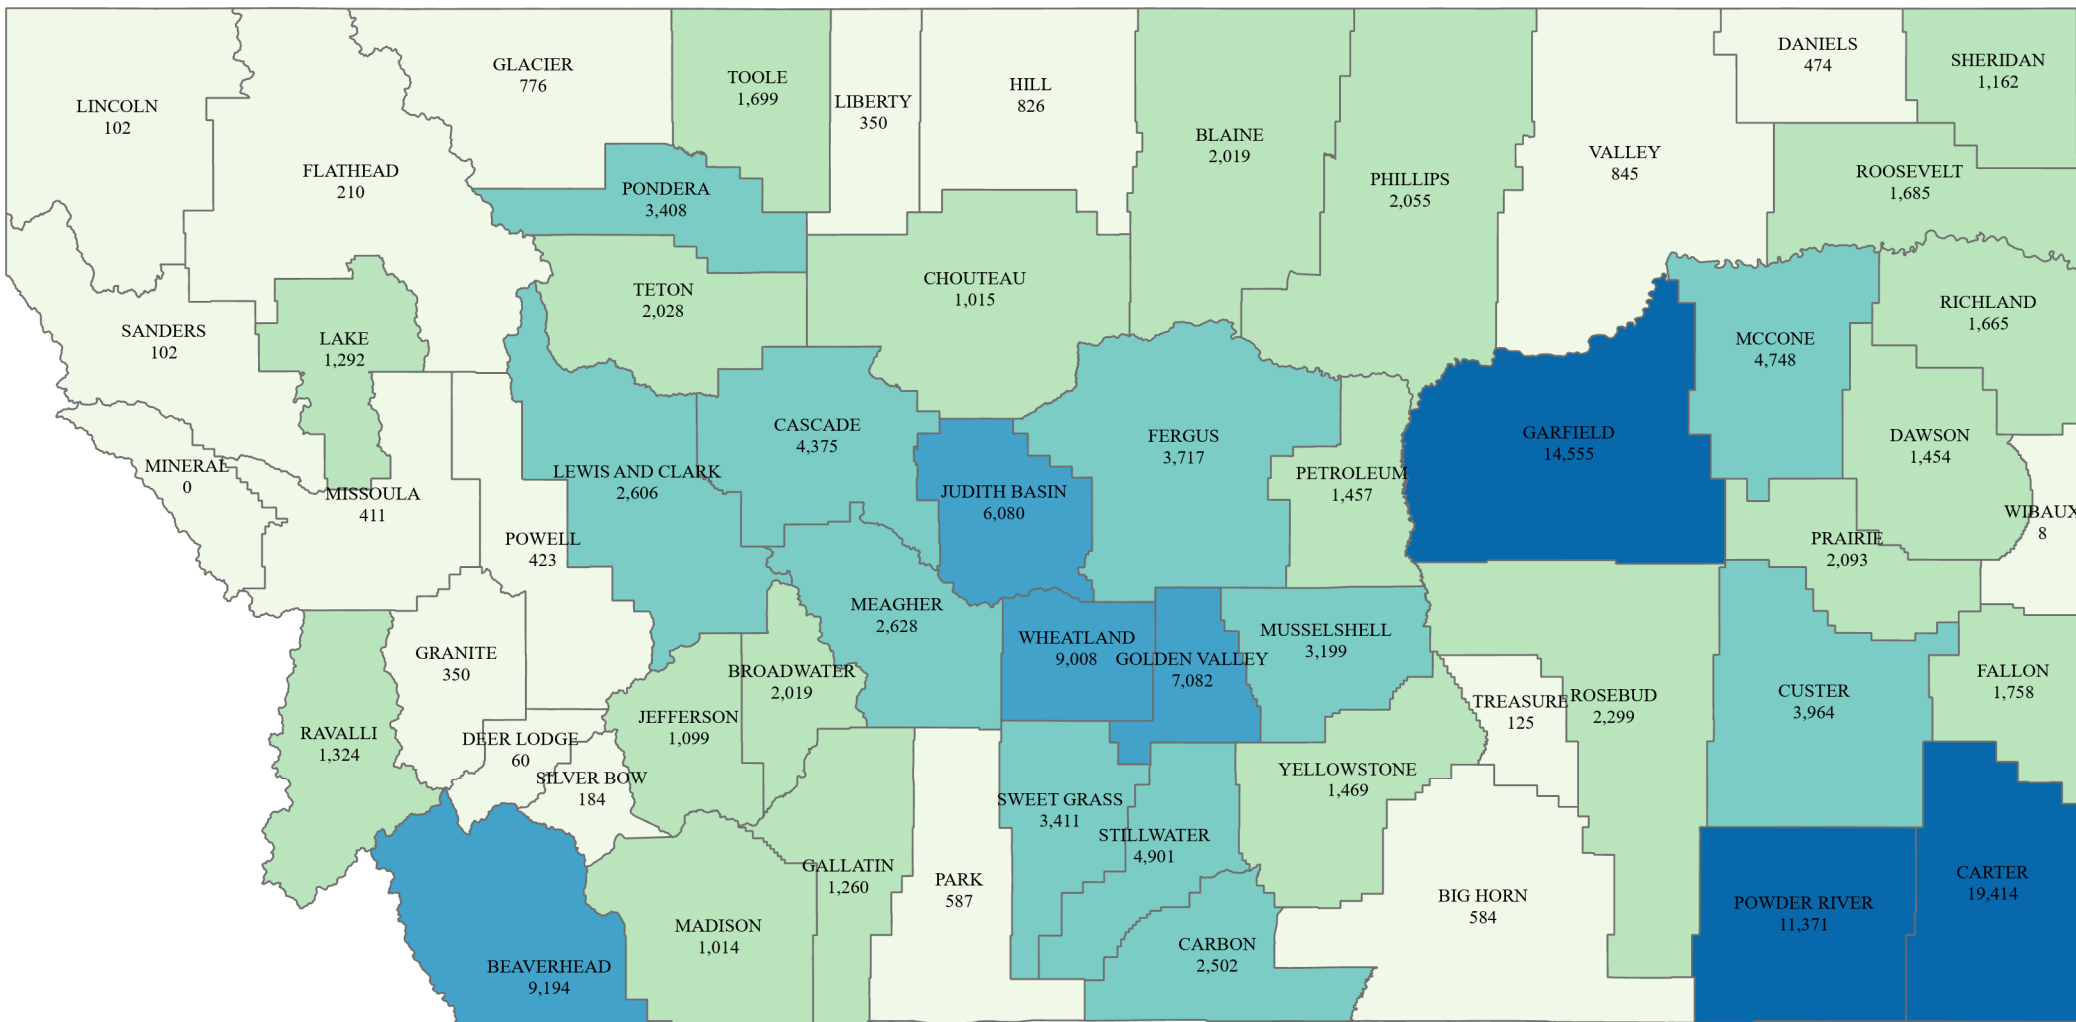 GLACIER
776
TOOLE
1,699
LIBERTY
350
HILL
826
DANIELS
474
SHERIDAN
1,162
LINCOLN
102
FLATHEAD
210
PONDERA
3,408
BLAINE
2,019
PHILLIPS
2,055
VALLEY
845
ROOSEVELT
1,685
TETON
2,028
CHOUTEAU
1,015
RICHLAND
1,665
SANDERS
102
LAKE
1,292
MCCONE
4,748
CASCADE
4,375
FERGUS
3,717
GARFIELD
14,555
DAWSON
1,454
MINERAL
0
MISSOULA
411
LEWIS AND CLARK
2,606
JUDITH BASIN
6,080
PETROLEUM
1,457
WIBAUX
8
POWELL
423
PRAIRIE
2,093
MEAGHER
2,628
WHEATLAND
9,008
GOLDEN VALLEY
7,082
MUSSELSHELL
3,199
GRANITE
350
BROADWATER
2,019
TREASURE
125
ROSEBUD
2,299
CUSTER
3,964
FALLON
1,758
RAVALLI
1,324
JEFFERSON
1,099
DEER LODGE
60
SILVER BOW
184
YELLOWSTONE
1,469
SWEET GRASS
3,411
STILLWATER
4,901
GALLATIN
1,260
PARK
587
BIG HORN
584
POWDER RIVER
11,371
CARTER
19,414
MADISON
1,014
CARBON
2,502
BEAVERHEAD
9,194